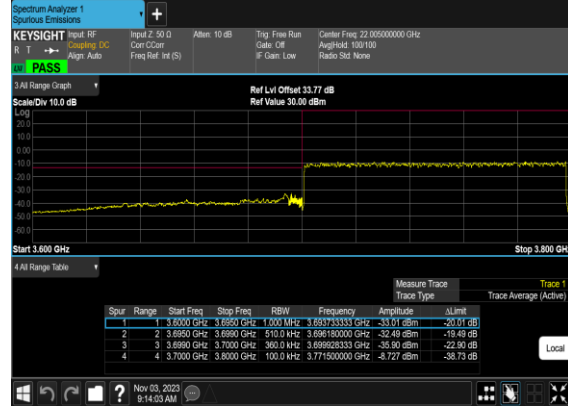 Spectrum Analyzer 1
Spurious Emissions
+
KEYSIGHT Input: RF Input Z: 50 Ω Atten: 10 dB Trig: Free Run Center Freq: 22.005000000 GHz
R T Coupling: DC Corr CCorr Gate: Off Avg|Hold: 100/100
Align: Auto Freq Ref: Int (S) IF Gain: Low Radio Std: None
PASS
3 All Range Graph
Ref Lvl Offset 33.77 dB
Scale/Div 10.0 dB Ref Value 30.00 dBm
Log
20.0
10.0
0.00
-10.0
-20.0
-30.0
-40.0
-50.0
-60.0
Start 3.600 GHz Stop 3.800 GH
4 All Range Table
Measure Trace Trace 1
Trace Type Trace Average (Active)
Spur Range Start Freq Stop Freq RBW Frequency Amplitude ΔLimit
1 1 3.6000 GHz 3.6950 GHz 1.000 MHz 3.693733333 GHz -33.01 dBm -20.01 dB
2 2 3.6950 GHz 3.6990 GHz 510.0 kHz 3.696180000 GHz -32.49 dBm -19.49 dB
3 3 3.6990 GHz 3.7000 GHz 360.0 kHz 3.699928333 GHz -35.90 dBm -22.90 dB
4 4 3.7000 GHz 3.8000 GHz 100.0 kHz 3.771500000 GHz -8.727 dBm -38.73 dB
Local
? Nov 03, 2023
9:14:03 AM